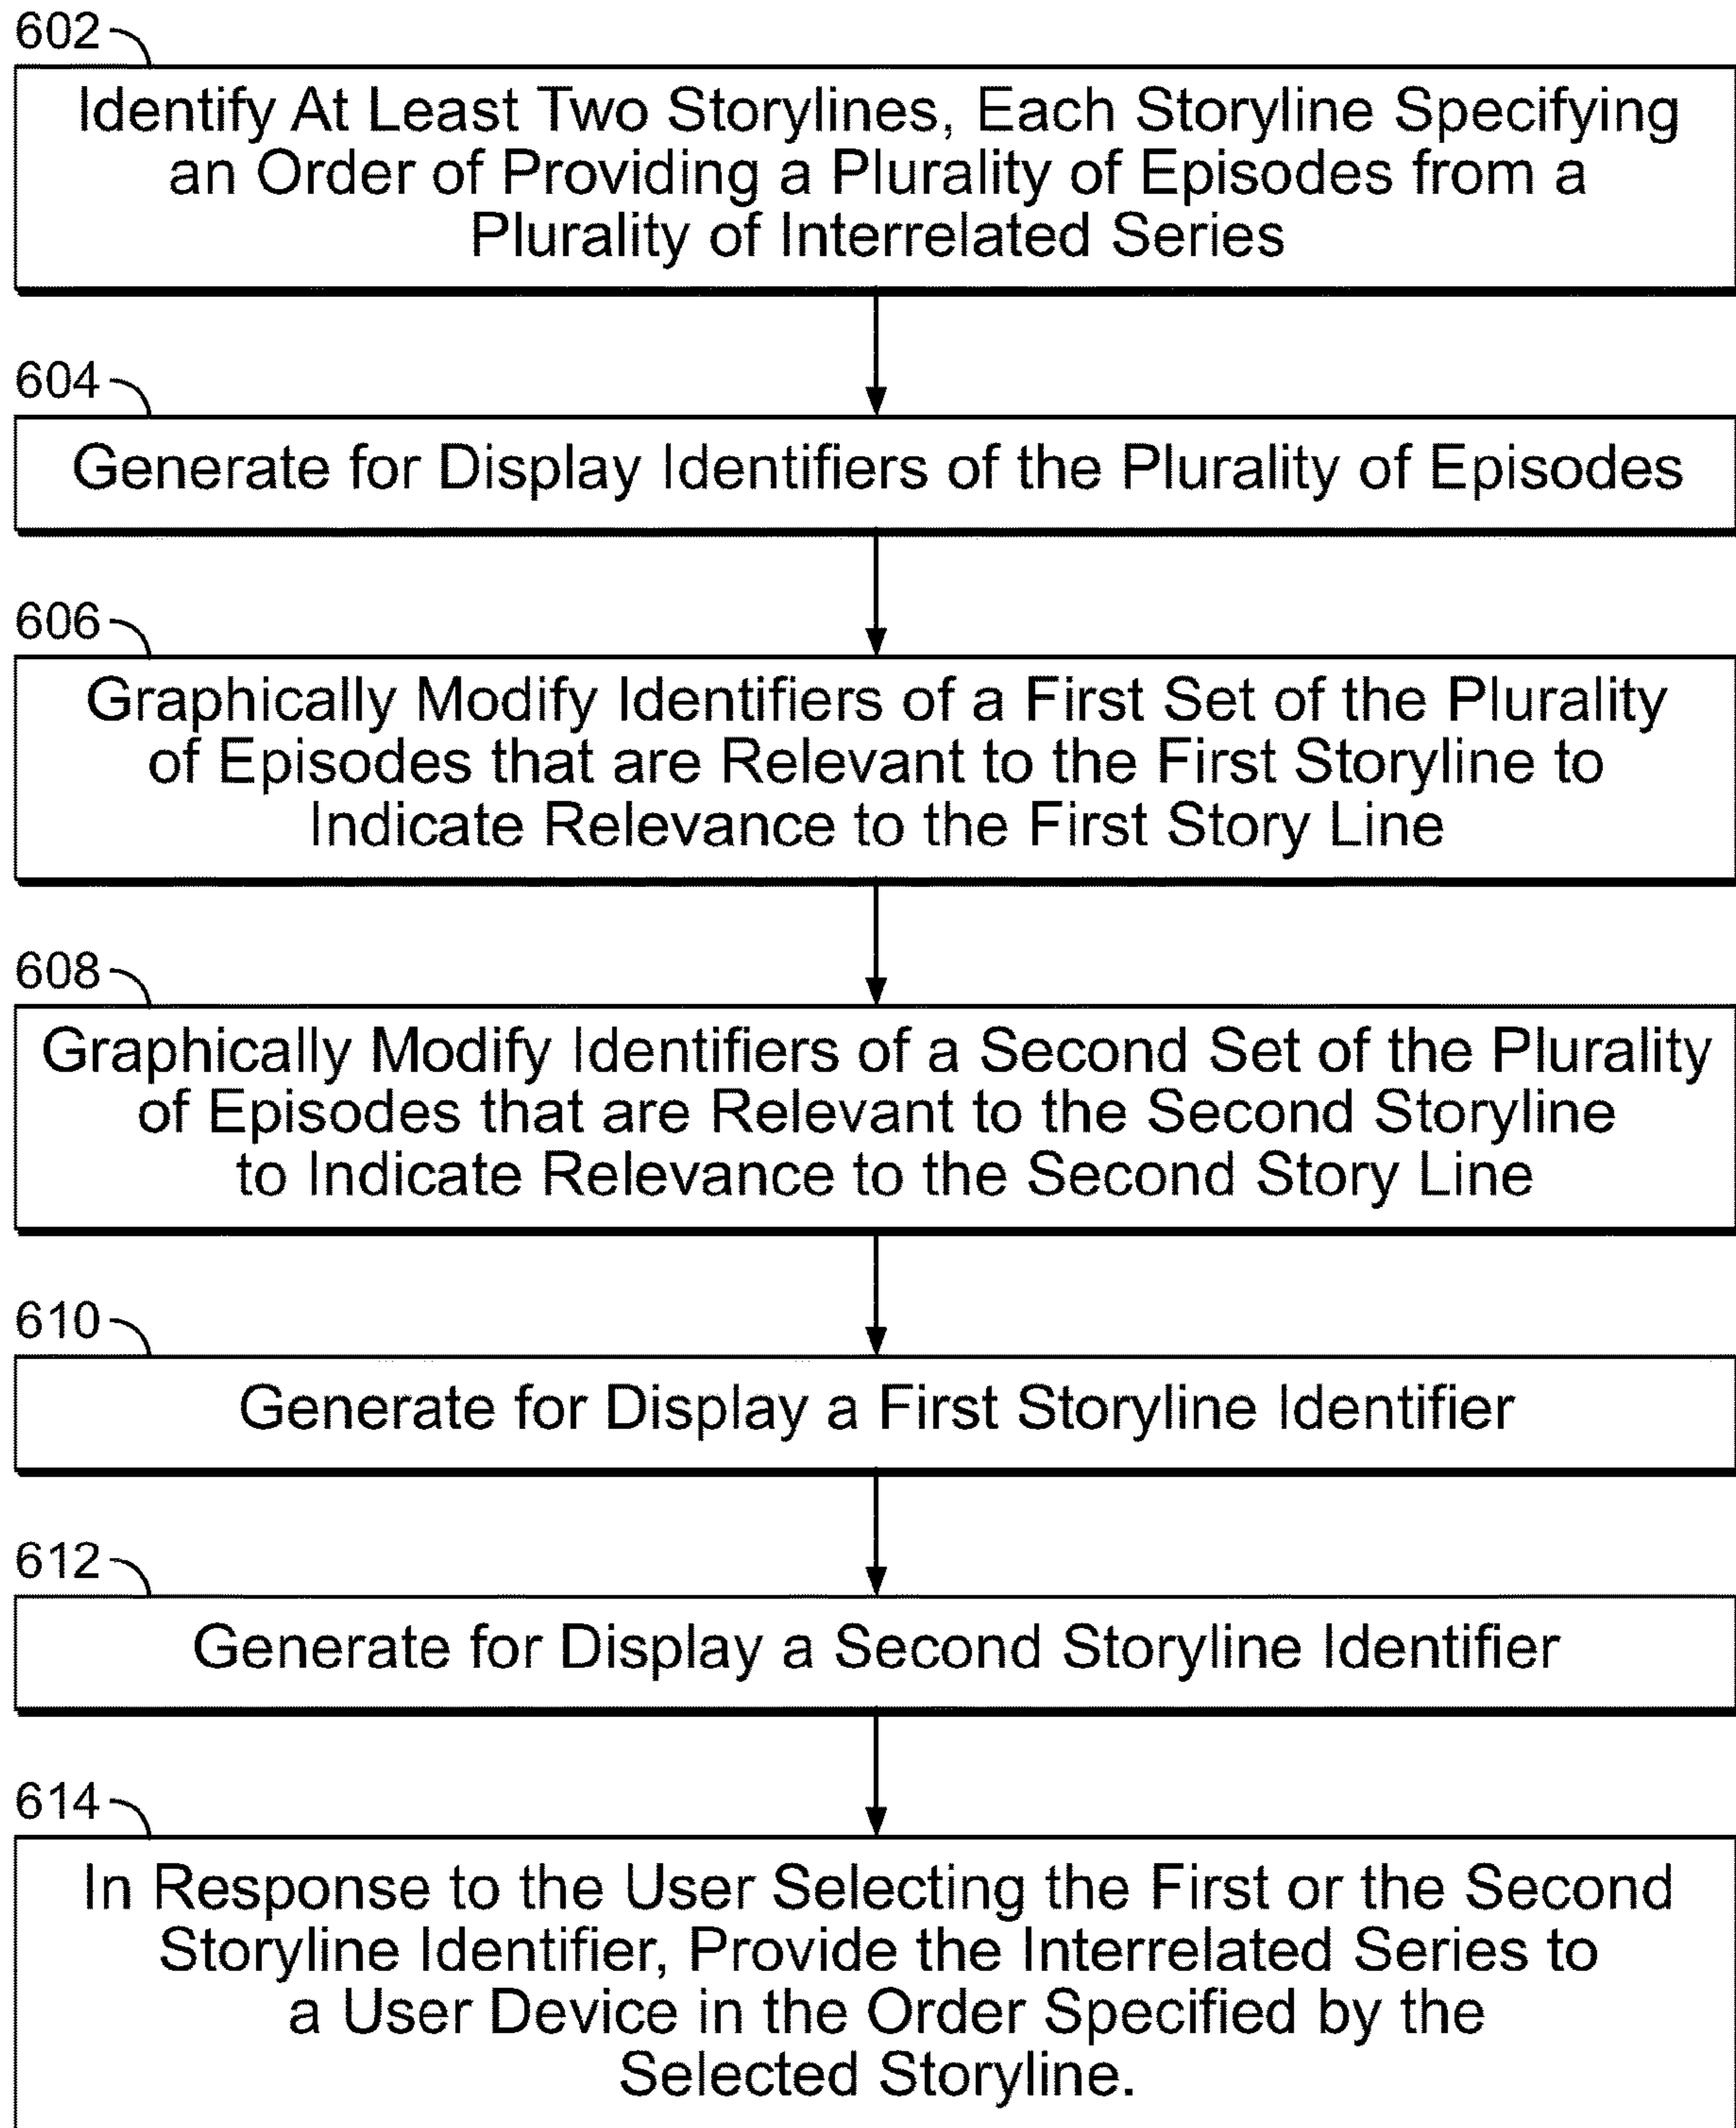 602
Identify At Least Two Storylines, Each Storyline Specifying
an Order of Providing a Plurality of Episodes from a
Plurality of Interrelated Series
604
Generate for Display Identifiers of the Plurality of Episodes
606
Graphically Modify Identifiers of a First Set of the Plurality
of Episodes that are Relevant to the First Storyline to
Indicate Relevance to the First Story Line
608
Graphically Modify Identifiers of a Second Set of the Plurality
of Episodes that are Relevant to the Second Storyline
to Indicate Relevance to the Second Story Line
610
Generate for Display a First Storyline Identifier
612
Generate for Display a Second Storyline Identifier
614
In Response to the User Selecting the First or the Second
Storyline Identifier, Provide the Interrelated Series to
a User Device in the Order Specified by the
Selected Storyline.